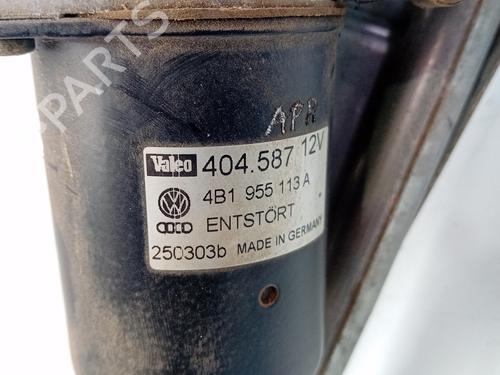 PARTS
APR
Valeo 404.587 12V
4B1 955 113 A
ENTSTÖRT
250303b MADE IN GERMANY